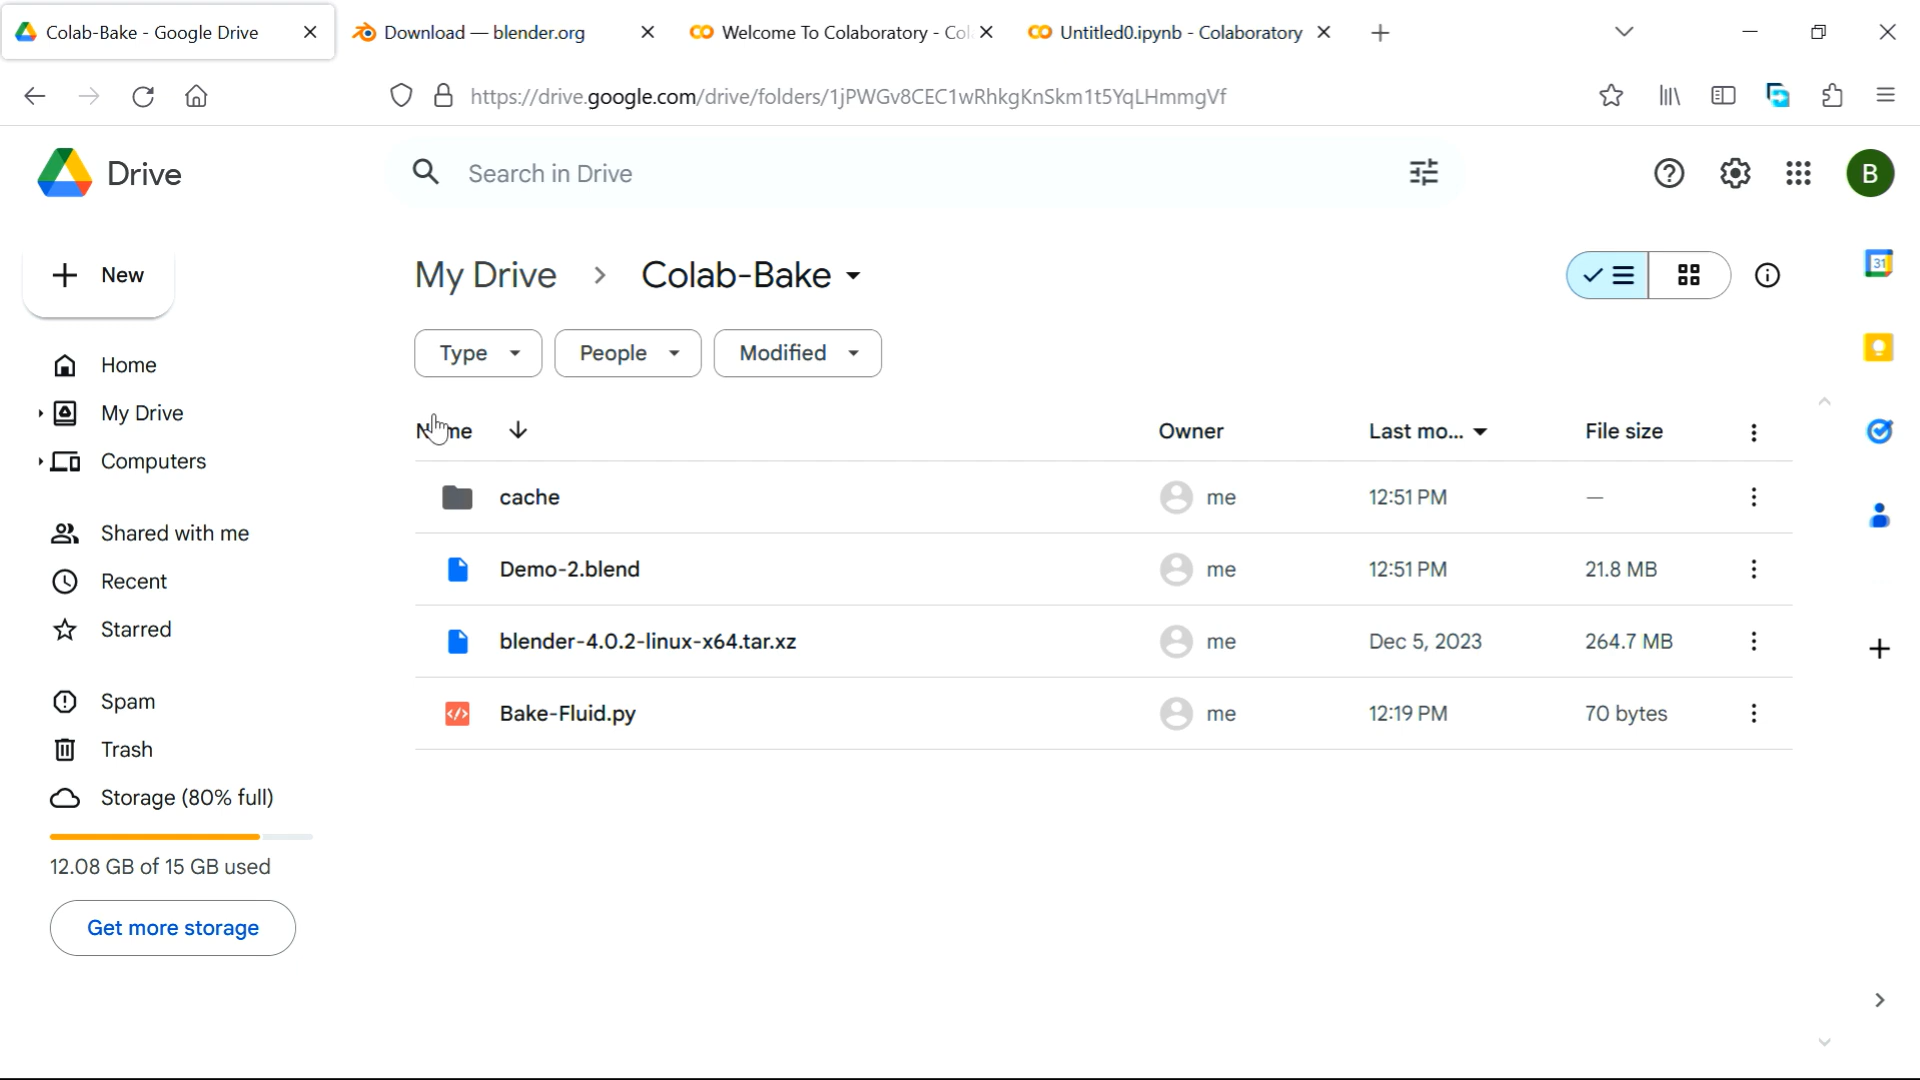 Colab-Bake - Google Drive
Download — blender.org
Welcome To Colaboratory - Col
Untitled0.ipynb - Colaboratory
https://drive.google.com/drive/folders/1jPWGv8CEC1wRhkgKnSkm1t5YqLHmmgVf
Drive
Search in Drive
B
New
My Drive
Colab-Bake
31
Type
People
Modified
Home
My Drive
Computers
Shared with me
Recent
Starred
Spam
Trash
Storage (80% full)
12.08 GB of 15 GB used
Get more storage
Name Owner Last mo... File size
cache me 12:51 PM —
Demo-2.blend me 12:51 PM 21.8 MB
blender-4.0.2-linux-x64.tar.xz me Dec 5, 2023 264.7 MB
Bake-Fluid.py me 12:19 PM 70 bytes